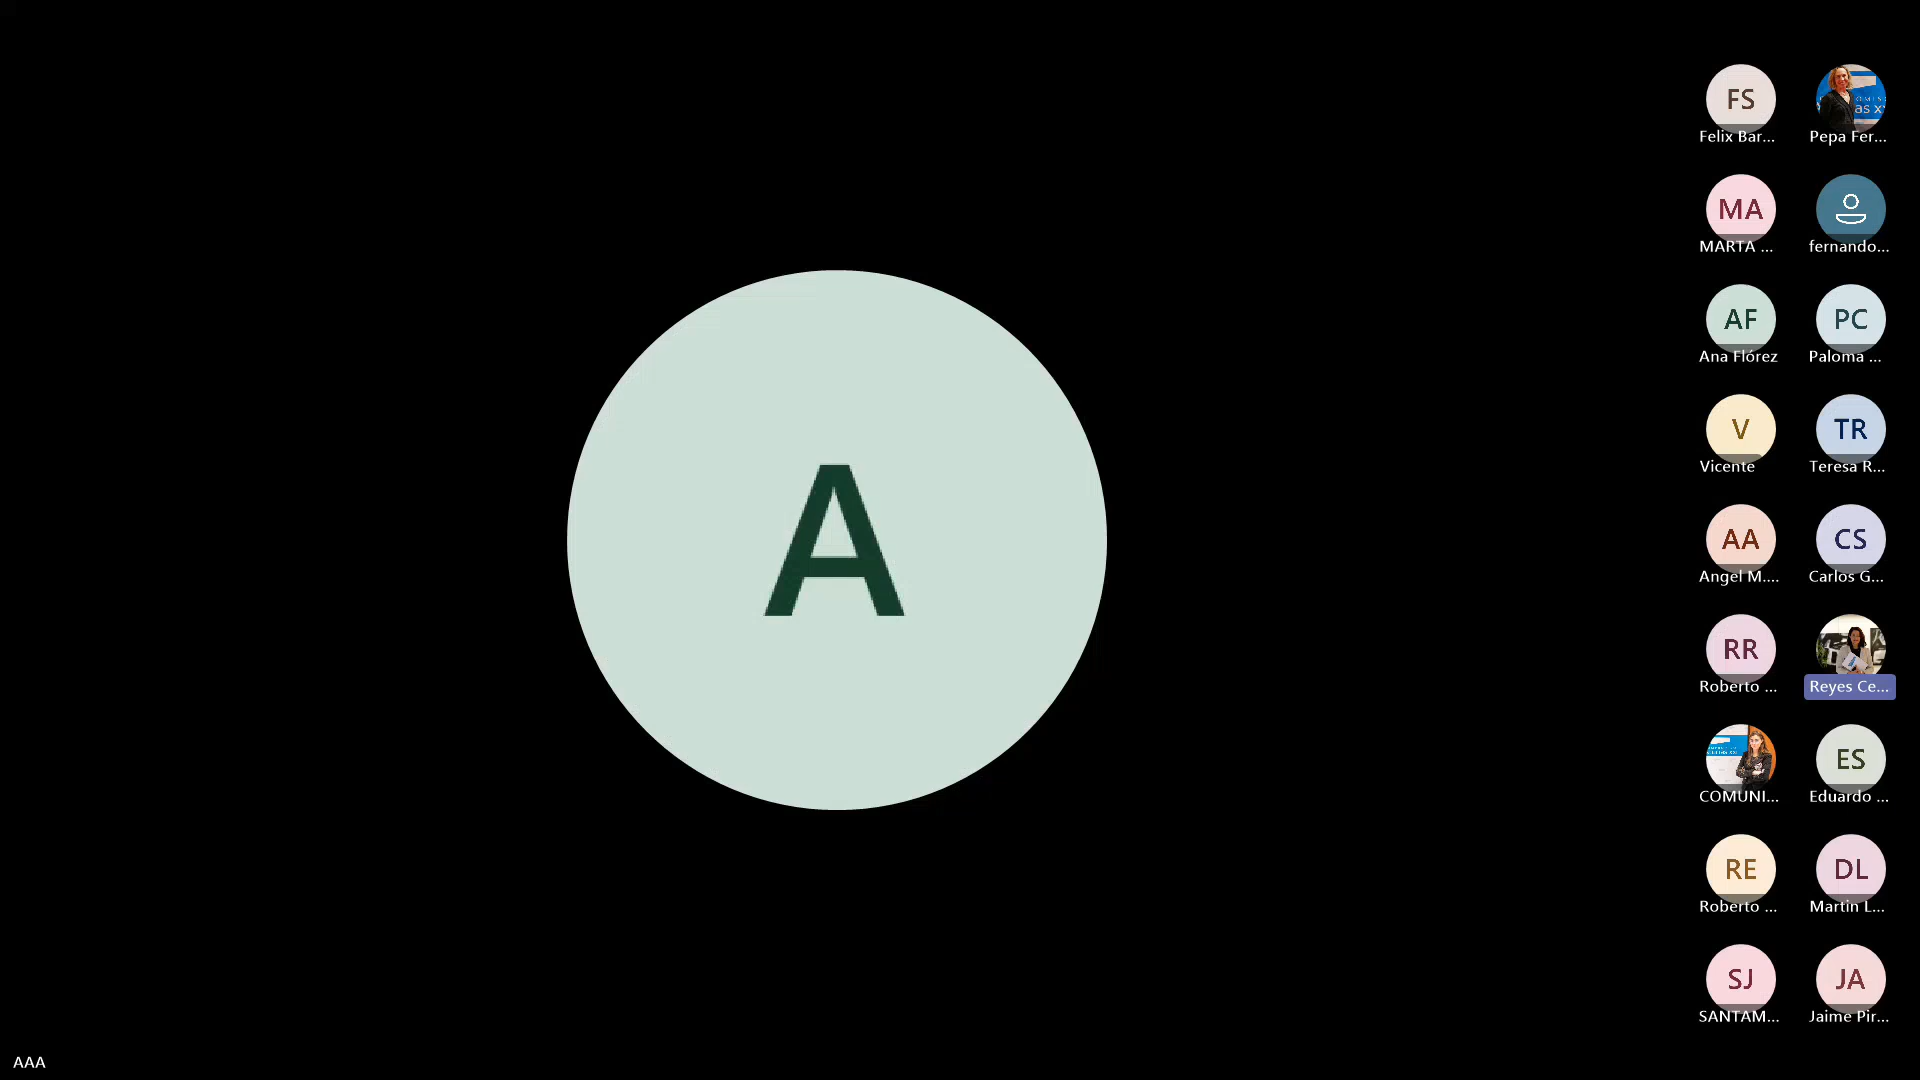 FS
Felix Bar...
as x
Pepa Fer...
MA
MARTA ...
fernando...
AF
Ana Flórez
PC
Paloma ...
V
Vicente
TR
Teresa R...
AA
Angel M....
CS
Carlos G...
RR
Roberto ...
Reyes Ce...
COMUNI...
ES
Eduardo ...
RE
Roberto ...
DL
Martin L...
SJ
SANTAM...
JA
Jaime Pir...
A
AAA